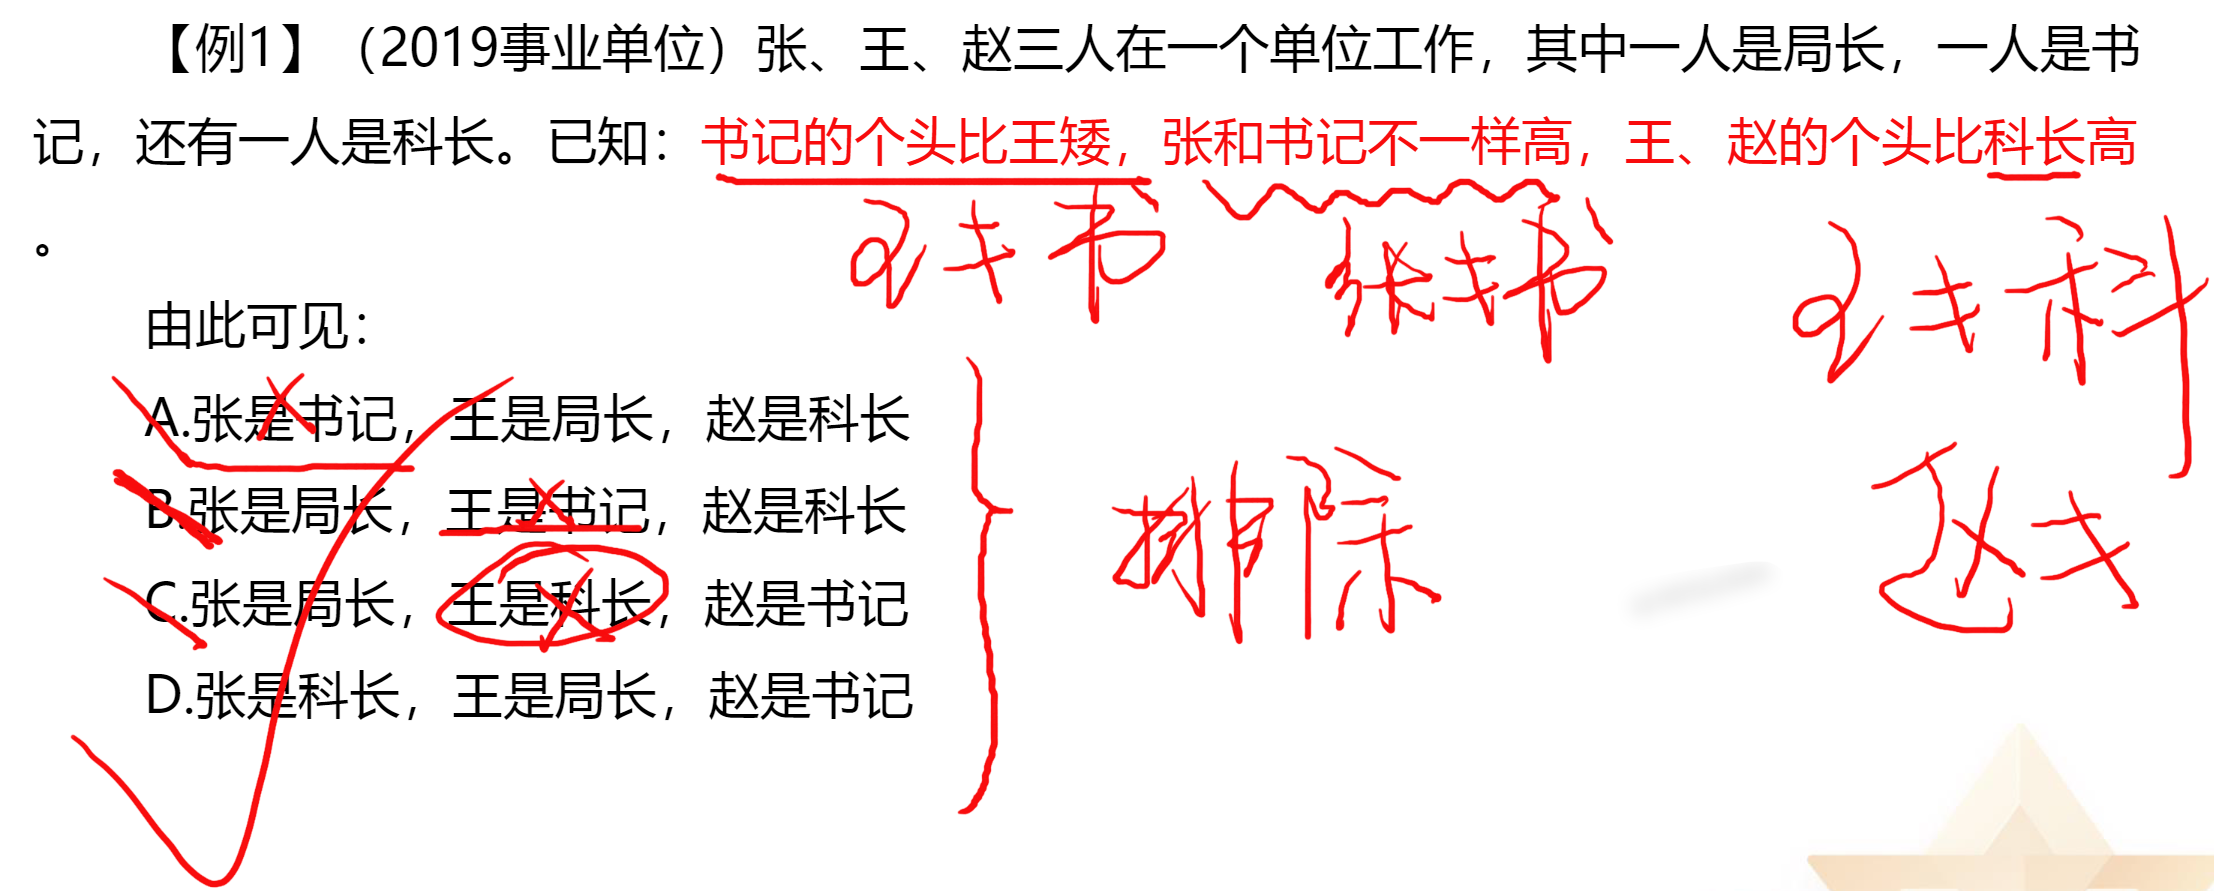 【例1】（2019事业单位）张、王、赵三人在一个单位工作，其中一人是局长，一人是书
记，还有一人是科长。已知：书记的个头比王矮，张和书记不一样高，王、赵的个头比科长高
。
王≠书 张≠书 王≠科
由此可见：
A.张是书记，王是局长，赵是科长
B.张是局长，王是书记，赵是科长
排除 赵≠
C.张是局长，王是科长，赵是书记
D.张是科长，王是局长，赵是书记